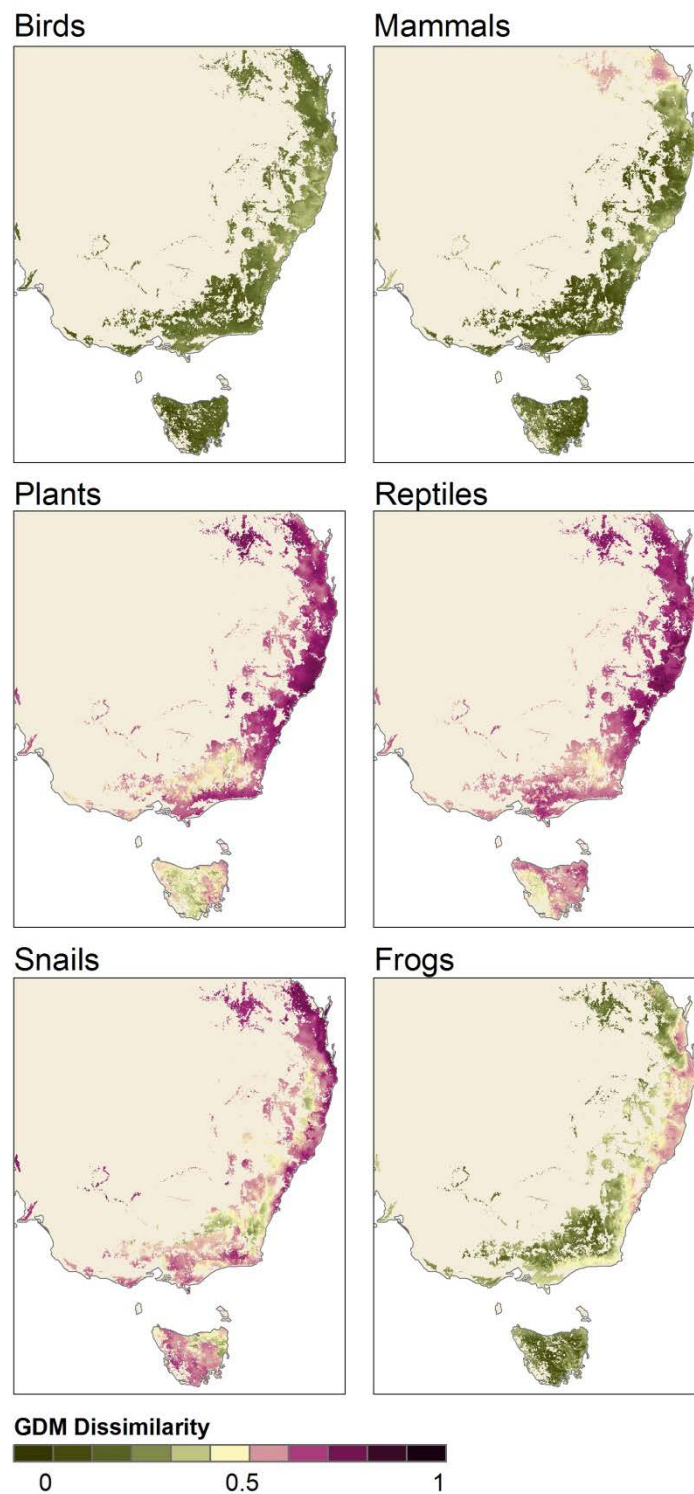 Birds
Mammals
Plants
Reptiles
Snails
Frogs
GDM Dissimilarity
0 0.5 1